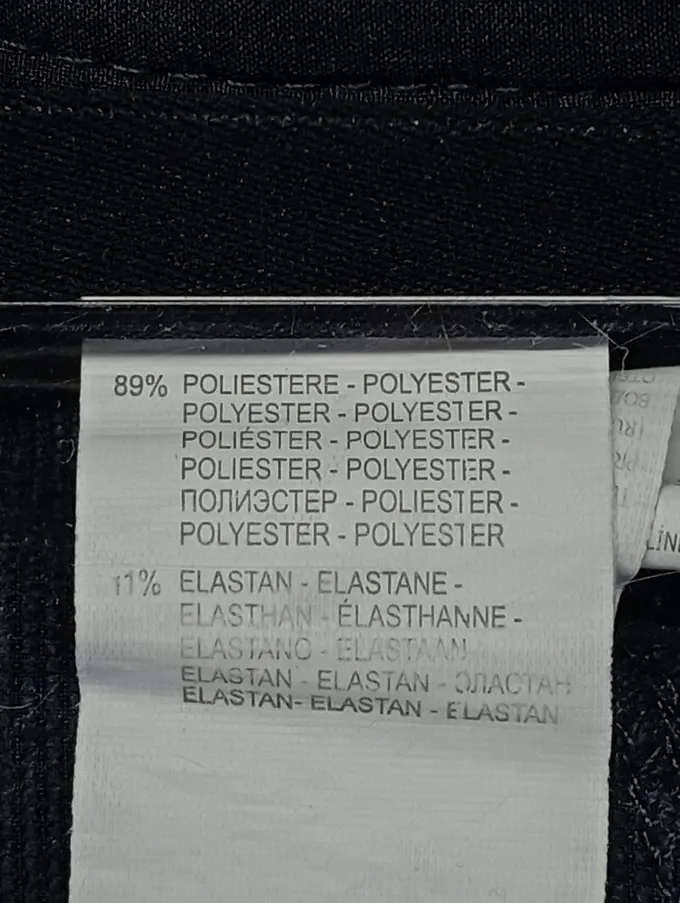 89% POLIESTERE - POLYESTER -
POLYESTER - POLYESTER -
POLIÉSTER - POLYESTER -
POLIESTER - POLYESTER -
ПОЛИЭСТЕР - POLIESTER -
POLYESTER - POLYESTER
11% ELASTAN - ELASTANE -
ELASTHAN - ÉLASTHANNE -
ELASTANO - ELASTAAN
ELASTAN - ELASTAN - ЭЛАСТАН
ELASTAN- ELASTAN - ELASTAN